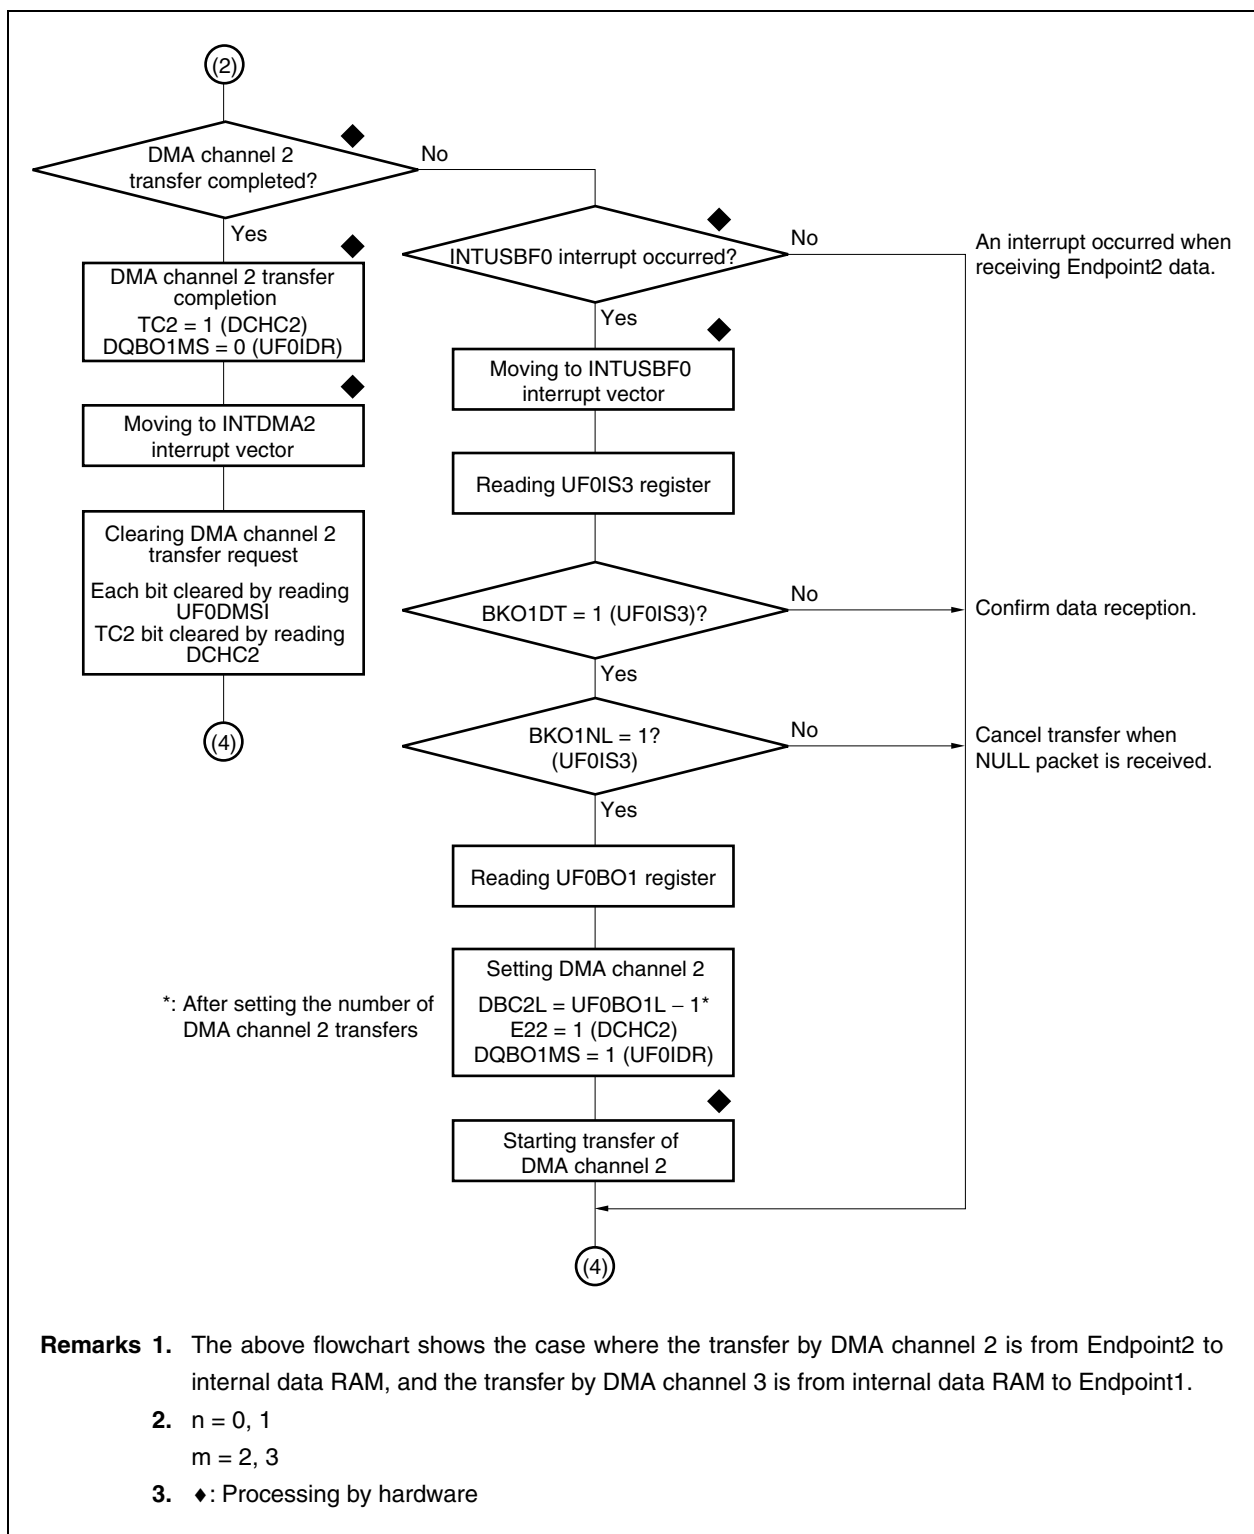 (2)
DMA channel 2
transfer completed?
No
Yes
DMA channel 2 transfer
completion
TC2 = 1 (DCHC2)
DQBO1MS = 0 (UF0IDR)
Moving to INTDMA2
interrupt vector
Clearing DMA channel 2
transfer request
Each bit cleared by reading
UF0DMSI
TC2 bit cleared by reading
DCHC2
(4)
INTUSBF0 interrupt occurred?
No
An interrupt occurred when
receiving Endpoint2 data.
Yes
Moving to INTUSBF0
interrupt vector
Reading UF0IS3 register
BKO1DT = 1 (UF0IS3)?
No
Confirm data reception.
Yes
BKO1NL = 1?
(UF0IS3)
No
Cancel transfer when
NULL packet is received.
Yes
Reading UF0BO1 register
Setting DMA channel 2
DBC2L = UF0BO1L − 1*
E22 = 1 (DCHC2)
DQBO1MS = 1 (UF0IDR)
*: After setting the number of
DMA channel 2 transfers
Starting transfer of
DMA channel 2
(4)
Remarks 1. The above flowchart shows the case where the transfer by DMA channel 2 is from Endpoint2 to
internal data RAM, and the transfer by DMA channel 3 is from internal data RAM to Endpoint1.
2. n = 0, 1
m = 2, 3
3. ♦: Processing by hardware